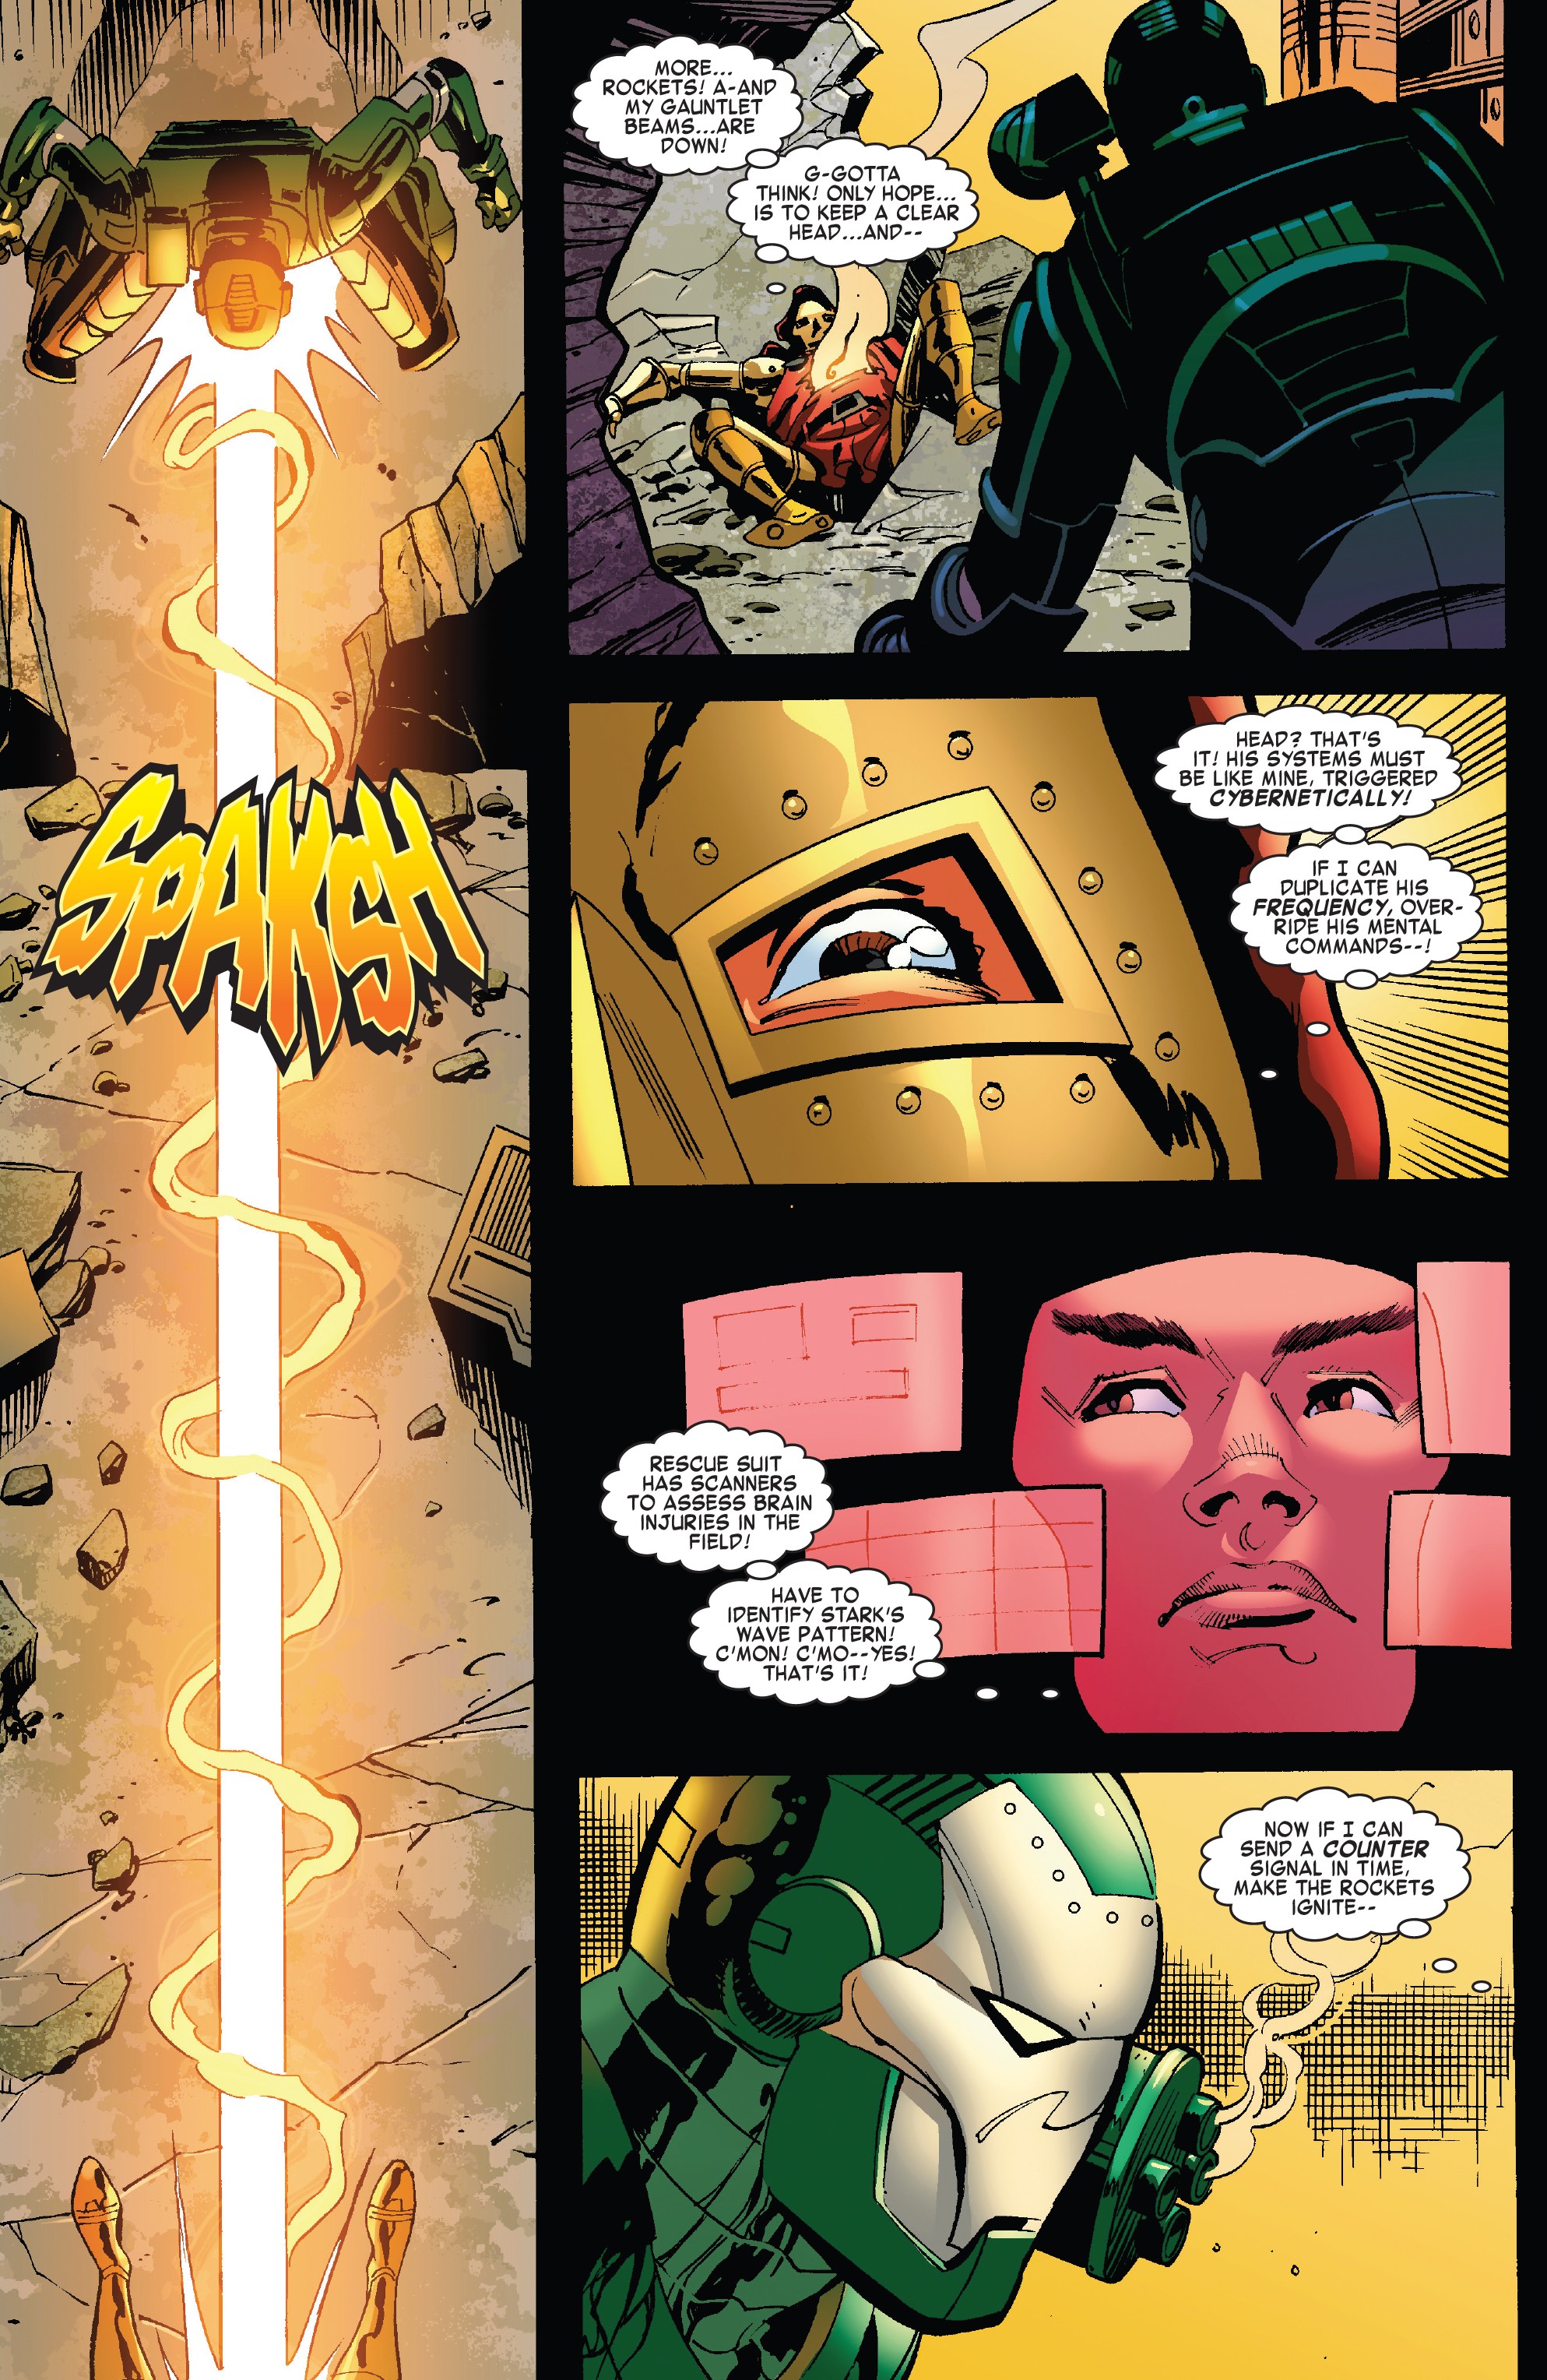 SPAKSH
MORE...
ROCKETS! A-AND
MY GAUNTLET
BEAMS...ARE
DOWN!
G-GOTTA
THINK! ONLY HOPE...
IS TO KEEP A CLEAR
HEAD...AND--
HEAD? THAT'S
IT! HIS SYSTEMS MUST
BE LIKE MINE, TRIGGERED
CYBERNETICALLY!
IF I CAN
DUPLICATE HIS
FREQUENCY, OVER-
RIDE HIS MENTAL
COMMANDS--!
RESCUE SUIT
HAS SCANNERS
TO ASSESS BRAIN
INJURIES IN THE
FIELD!
HAVE TO
IDENTIFY STARK'S
WAVE PATTERN!
C'MON! C'MO--YES!
THAT'S IT!
NOW IF I CAN
SEND A COUNTER
SIGNAL IN TIME,
MAKE THE ROCKETS
IGNITE--